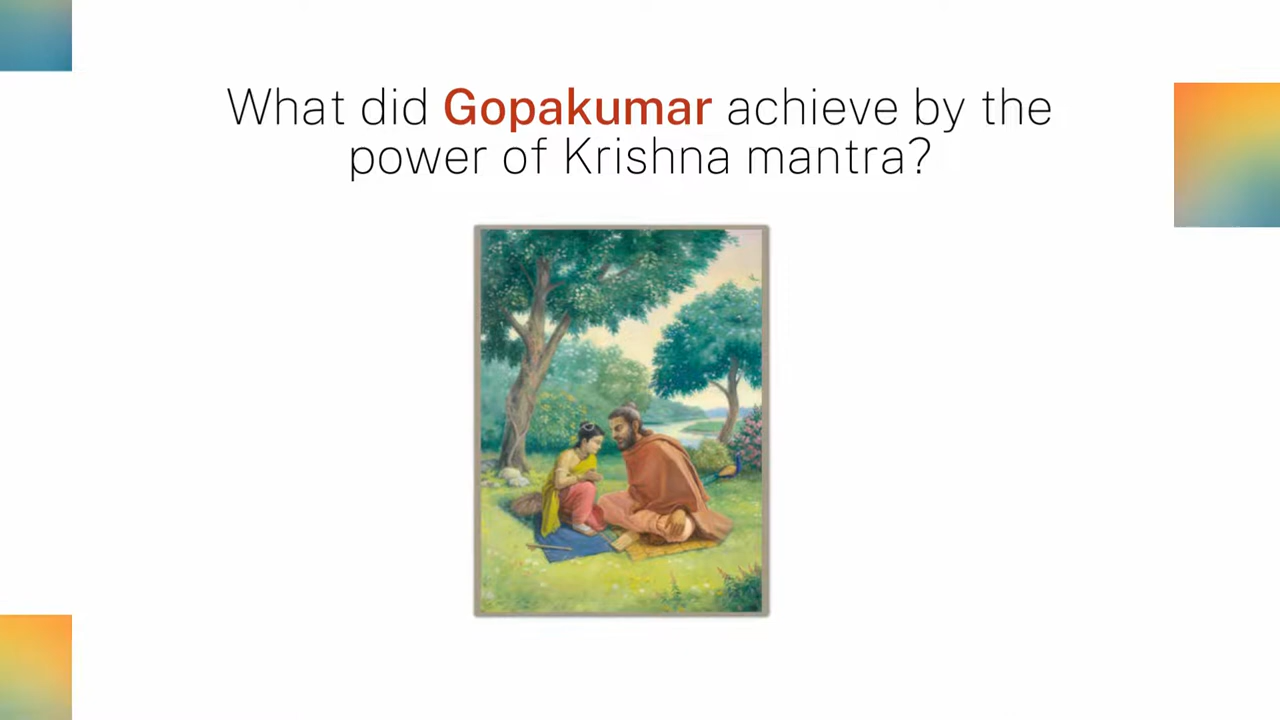 What did Gopakumar achieve by the
power of Krishna mantra?